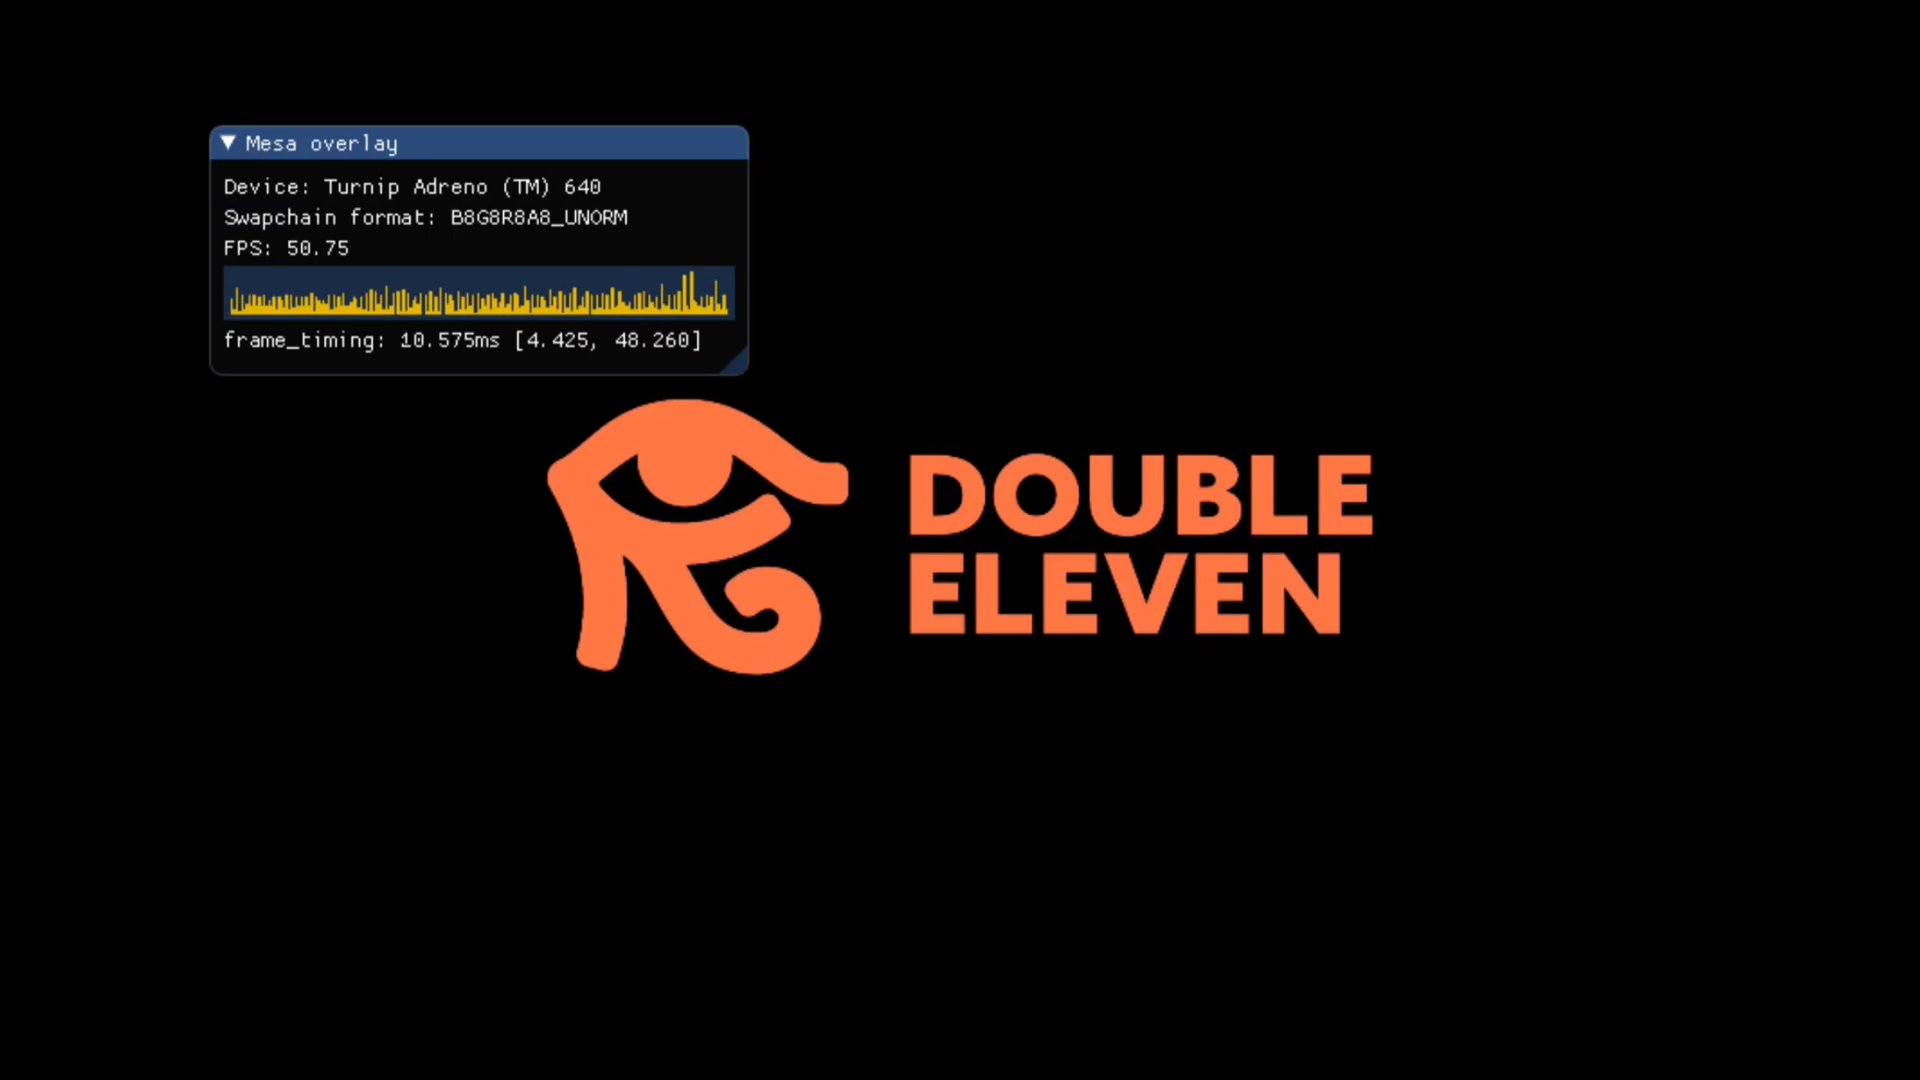 Mesa overlay
Device: Turnip Adreno (TM) 640
Swapchain format: B8G8R8A8_UNORM
FPS: 50.75
frame_timing: 10.575ms [4.425, 48.260]
DOUBLE
ELEVEN